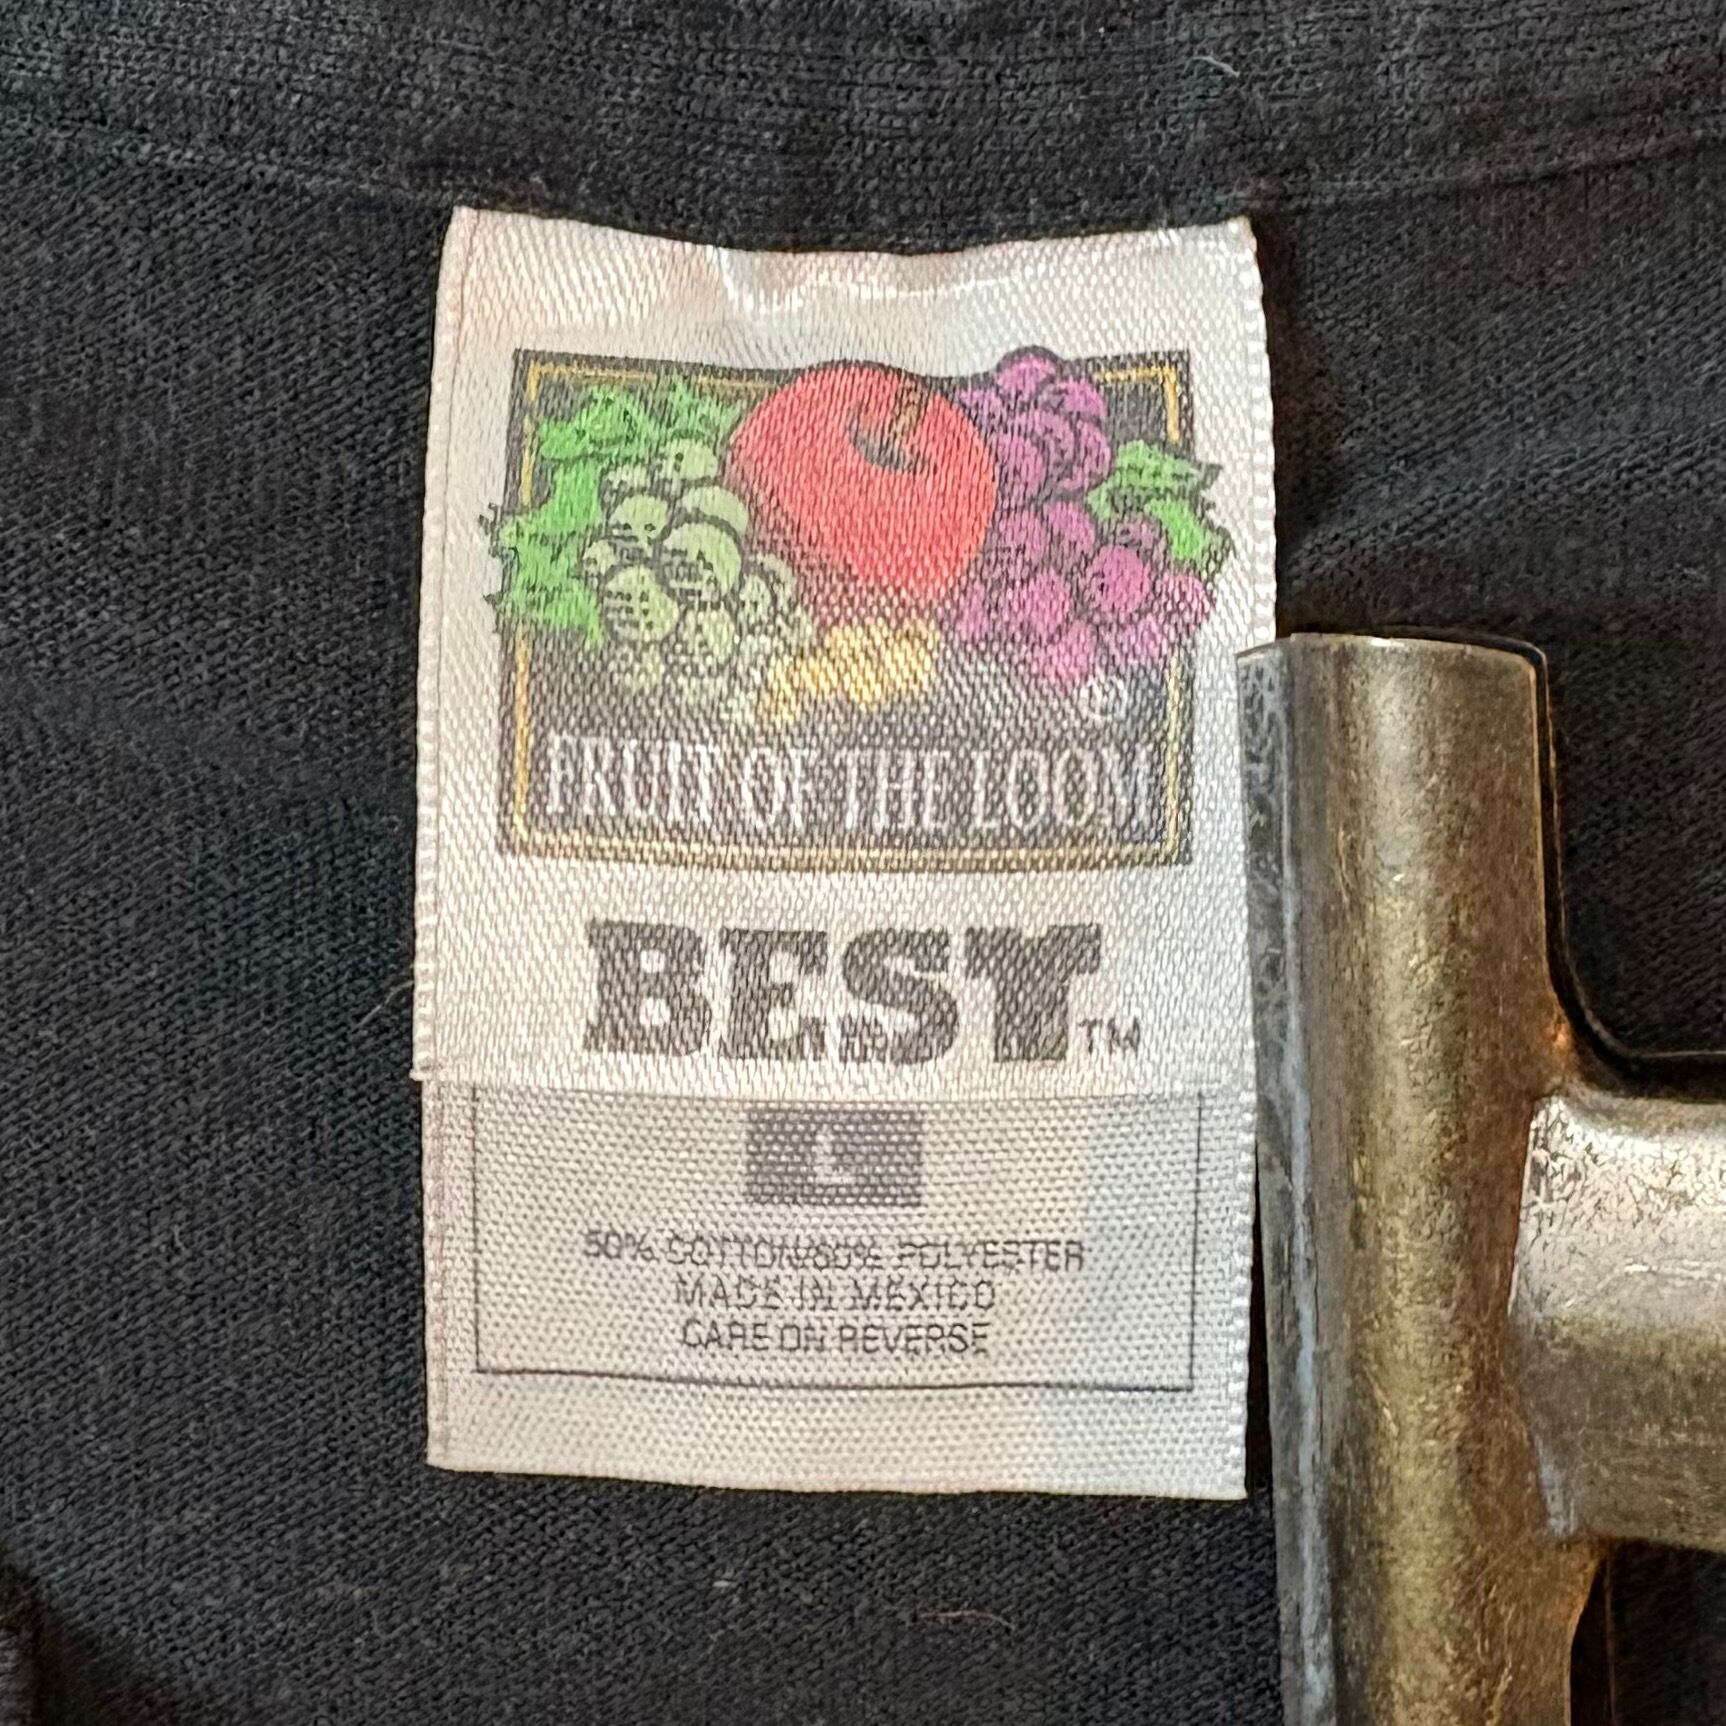 ®
FRUIT OF THE LOOM
BEST™
L
50% COTTON/50% POLYESTER
MADE IN MEXICO
CARE ON REVERSE